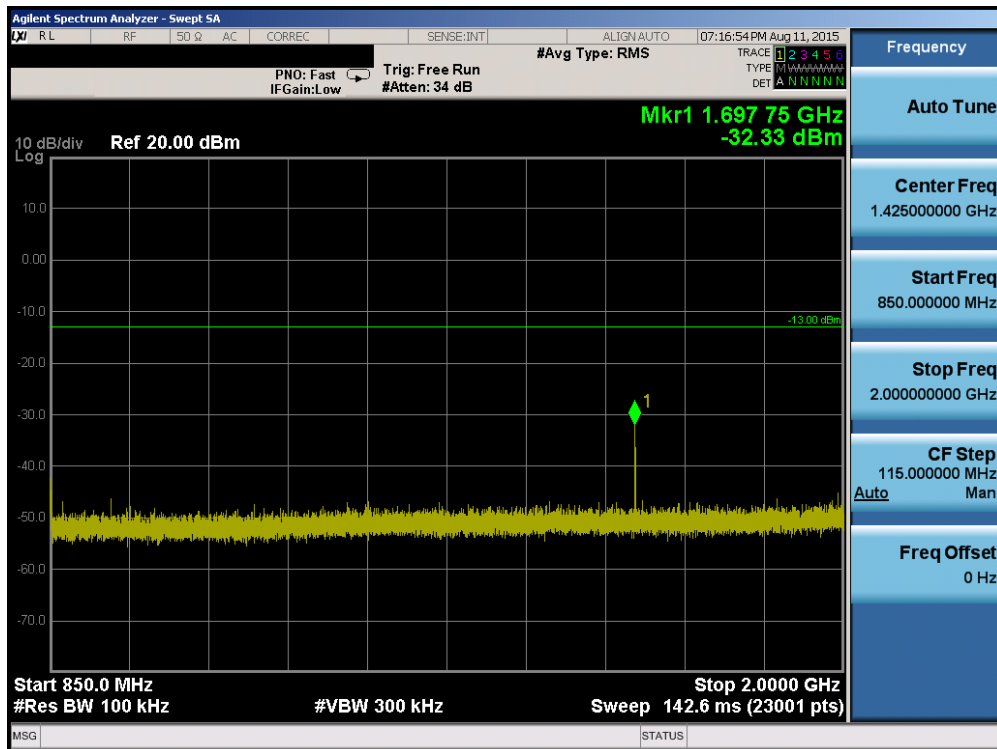 Agilent Spectrum Analyzer - Swept SA
LXI RL RF 50 Ω AC CORREC SENSE:INT ALIGN AUTO 07:16:54 PM Aug 11, 2015
#Avg Type: RMS TRACE 1 2 3 4 5 6
PNO: Fast Trig: Free Run TYPE M WWWWW
IFGain:Low #Atten: 34 dB DET A N N N N N
Mkr1 1.697 75 GHz
-32.33 dBm
10 dB/div Ref 20.00 dBm
Log
10.0
0.00
-10.0
-13.00 dBm
-20.0
-30.0
1
-40.0
-50.0
-60.0
-70.0
Start 850.0 MHz Stop 2.0000 GHz
#Res BW 100 kHz #VBW 300 kHz Sweep 142.6 ms (23001 pts)
MSG STATUS
Frequency
Auto Tune
Center Freq
1.425000000 GHz
Start Freq
850.000000 MHz
Stop Freq
2.000000000 GHz
CF Step
115.000000 MHz
Auto Man
Freq Offset
0 Hz